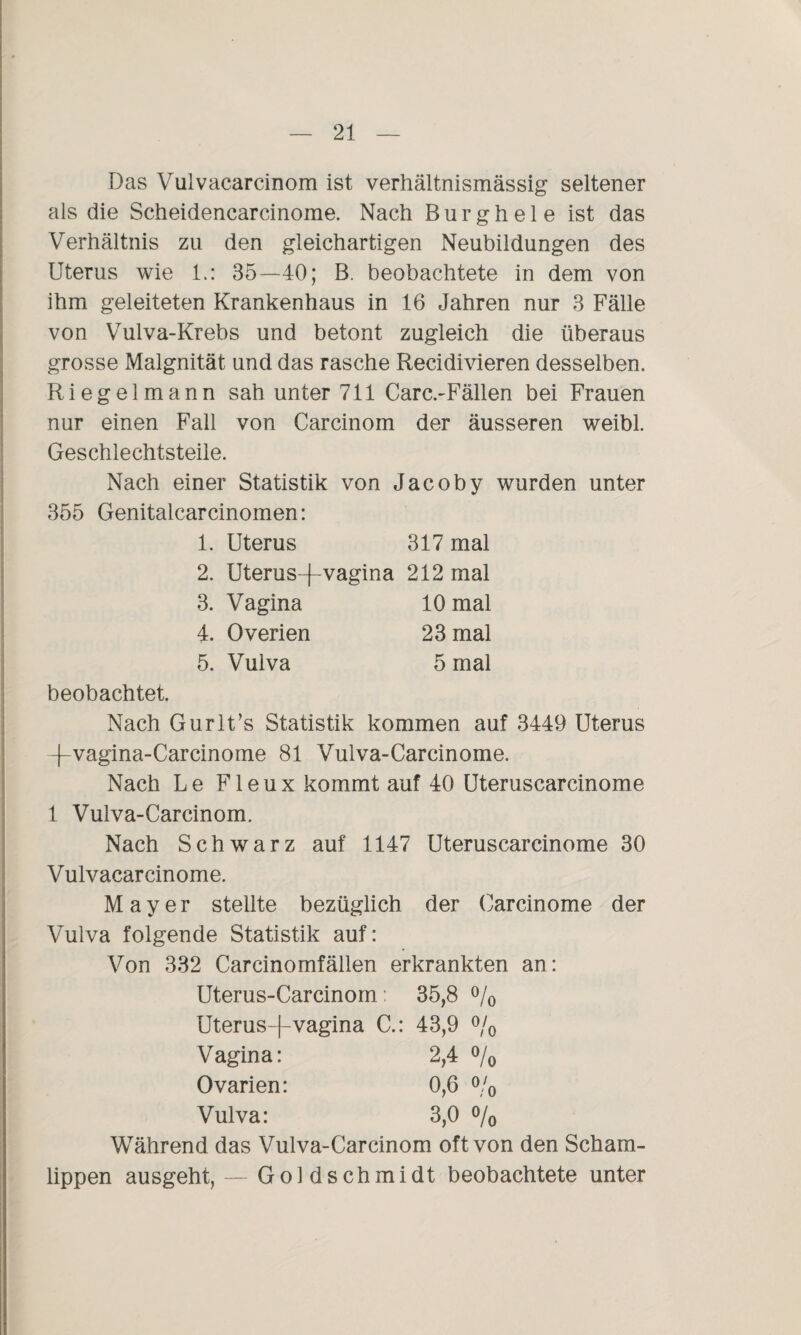 — 21 —
Das Vulvacarcinom ist verhältnismässig seltener
als die Scheidencarcinome. Nach Burghele ist das
Verhältnis zu den gleichartigen Neubildungen des
Uterus wie 1.: 35—40; B. beobachtete in dem von
ihm geleiteten Krankenhaus in 16 Jahren nur 3 Fälle
von Vulva-Krebs und betont zugleich die überaus
grosse Malgnität und das rasche Recidivieren desselben.
Riegelmann sah unter 711 Carc.-Fällen bei Frauen
nur einen Fall von Carcinom der äusseren weibl.
Geschlechtsteile.
Nach einer Statistik von Jacoby wurden unter
355 Genitalcarcinomen:
1. Uterus 317 mal
2. Uterus+vagina 212 mal
3. Vagina 10 mal
4. Overien 23 mal
5. Vulva 5 mal
beobachtet.
Nach Gurlt’s Statistik kommen auf 3449 Uterus
+vagina-Carcinome 81 Vulva-Carcinome.
Nach Le Fleux kommt auf 40 Uteruscarcinome
1 Vulva-Carcinom.
Nach Schwarz auf 1147 Uteruscarcinome 30
Vulvacarcinome.
Mayer stellte bezüglich der Carcinome der
Vulva folgende Statistik auf:
Von 332 Carcinomfällen erkrankten an:
Uterus-Carcinom: 35,8 %
Uterus+vagina C.: 43,9 %
Vagina: 2,4 %
Ovarien: 0,6 %
Vulva: 3,0 %
Während das Vulva-Carcinom oft von den Scham-
lippen ausgeht, — Goldschmidt beobachtete unter